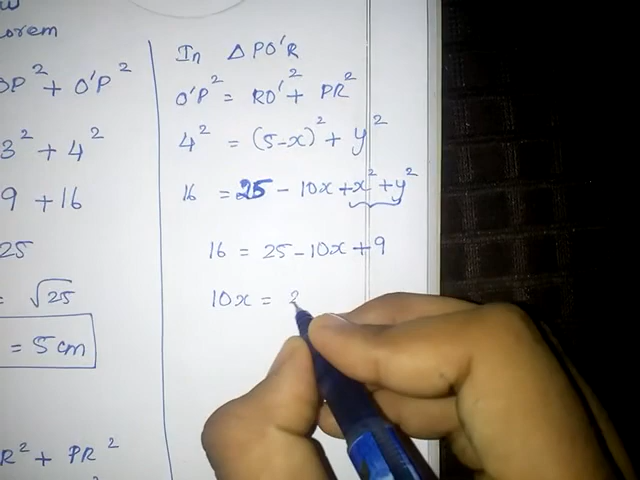 orem
OP² + O'P²
3² + 4²
9 + 16
25
= √25
= 5 cm
R² + PR²
In Δ PO'R
O'P² = RO'² + PR²
4² = (5-x)² + y²
16 = 25 - 10x + x² + y²
16 = 25 - 10x + 9
10x =